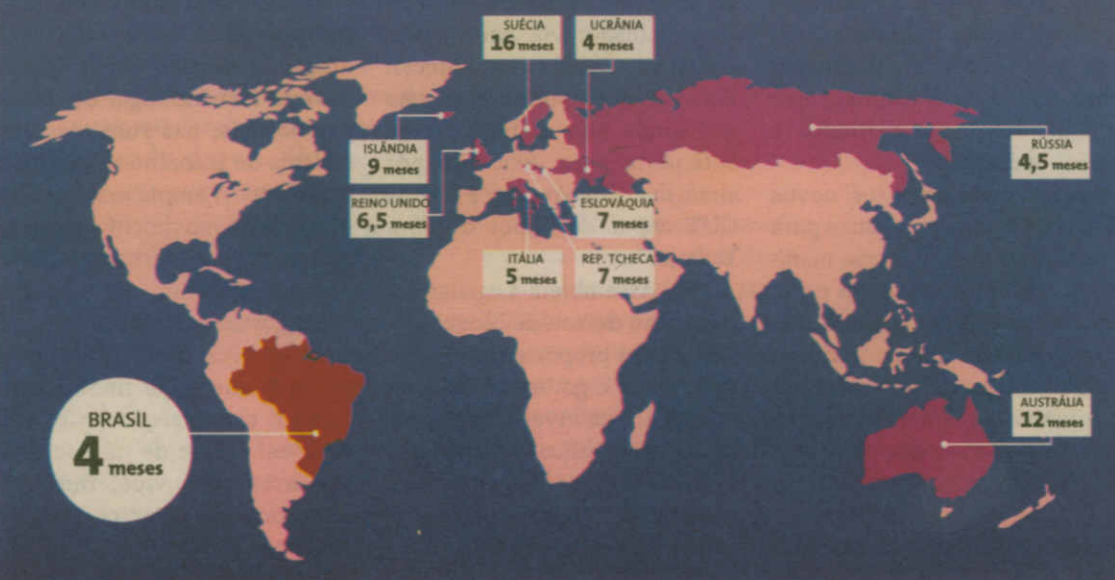 SUÉCIA
16 meses
UCRÂNIA
4 meses
ISLÂNDIA
9 meses
RÚSSIA
4,5 meses
REINO UNIDO
6,5 meses
ESLOVÁQUIA
7 meses
ITÁLIA
5 meses
REP. TCHECA
7 meses
BRASIL
4 meses
AUSTRÁLIA
12 meses